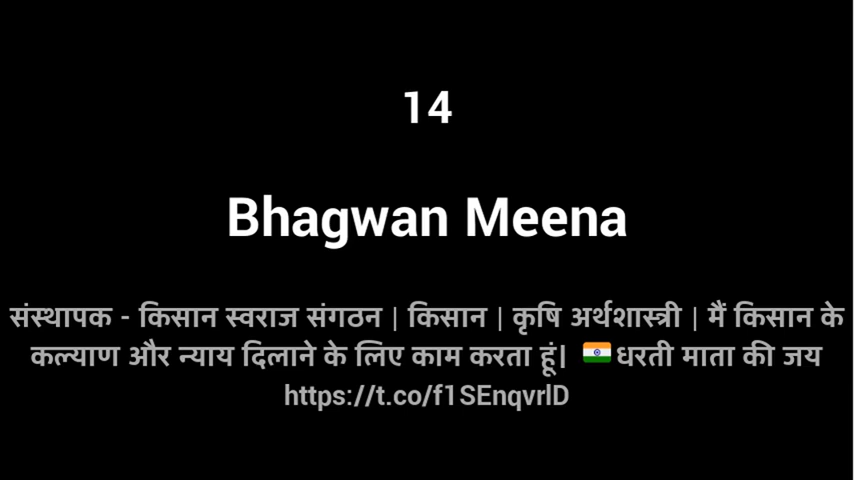 14
Bhagwan Meena
संस्थापक - किसान स्वराज संगठन | किसान | कृषि अर्थशास्त्री | मैं किसान के
कल्याण और न्याय दिलाने के लिए काम करता हूं। 🇮🇳धरती माता की जय
https://t.co/f1SEnqvrlD